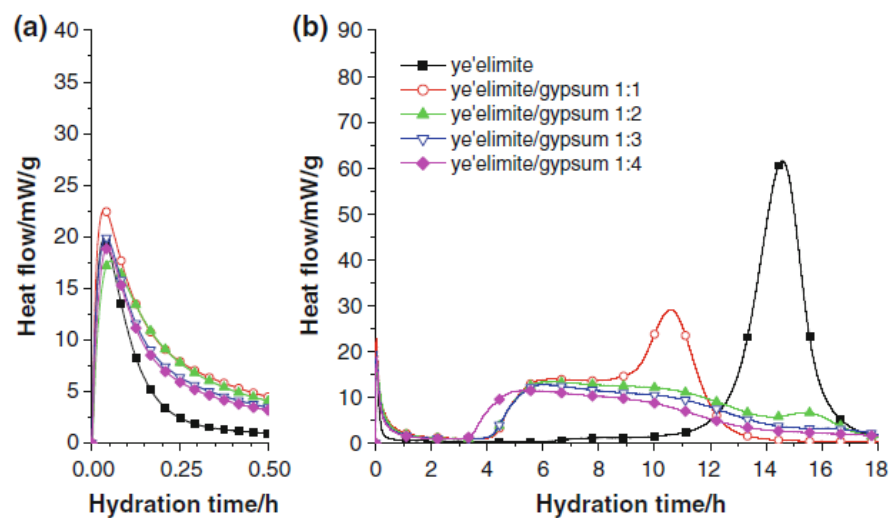 (a)
40
35
30
25
20
15
10
5
0
Heat flow/mW/g
0.00
0.25
0.50
Hydration time/h
(b)
90
80
70
60
50
40
30
20
10
0
Heat flow/mW/g
ye'elimite
ye'elimite/gypsum 1:1
ye'elimite/gypsum 1:2
ye'elimite/gypsum 1:3
ye'elimite/gypsum 1:4
0
2
4
6
8
10
12
14
16
18
Hydration time/h